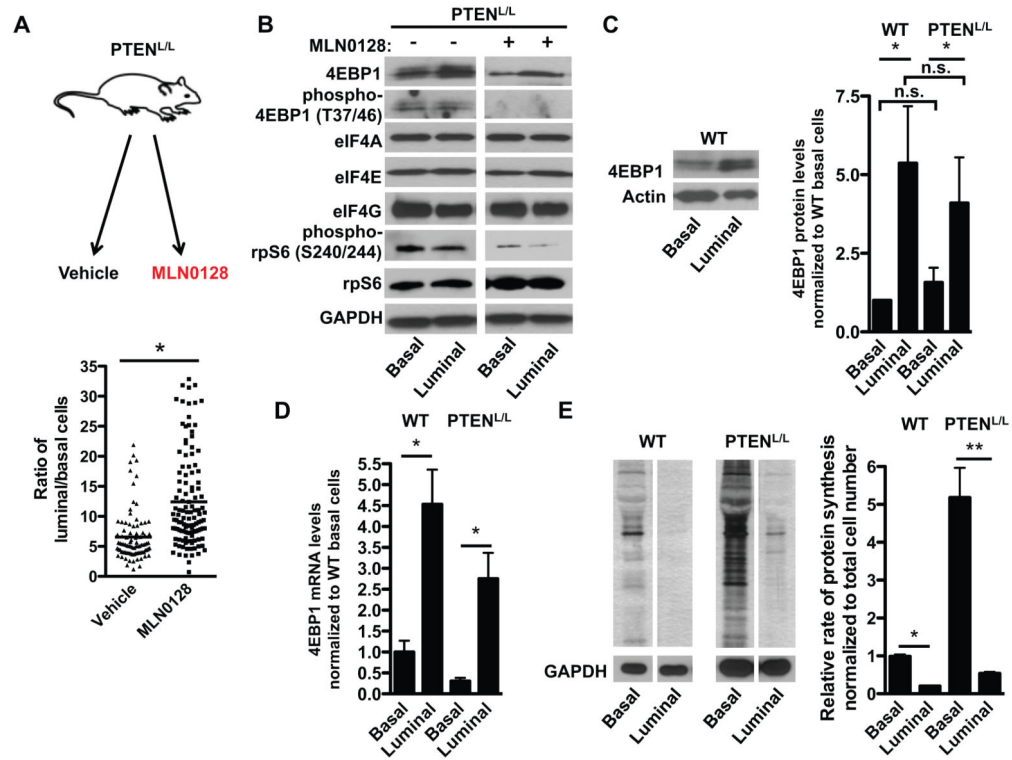 A
PTENL/L
Vehicle
MLN0128
*
Ratio of
luminal/basal cells
35
30
25
20
15
10
5
0
Vehicle
MLN0128
B
PTENL/L
MLN0128: - - + +
4EBP1
phospho-
4EBP1 (T37/46)
eIF4A
eIF4E
eIF4G
phospho-
rpS6 (S240/244)
rpS6
GAPDH
Basal
Luminal
Basal
Luminal
C
WT
4EBP1
Actin
Basal
Luminal
WT PTENL/L
* *
n.s.
n.s.
4EBP1 protein levels
normalized to WT basal cells
7.5
5.0
2.5
0.0
Basal
Luminal
Basal
Luminal
D
WT PTENL/L
*
*
4EBP1 mRNA levels
normalized to WT basal cells
5.5
5.0
4.5
4.0
3.5
3.0
2.5
2.0
1.5
1.0
0.5
0.0
Basal
Luminal
Basal
Luminal
E
WT PTENL/L
GAPDH
Basal
Luminal
Basal
Luminal
WT PTENL/L
**
*
Relative rate of protein synthesis
normalized to total cell number
6
5
4
3
2
1
0
Basal
Luminal
Basal
Luminal